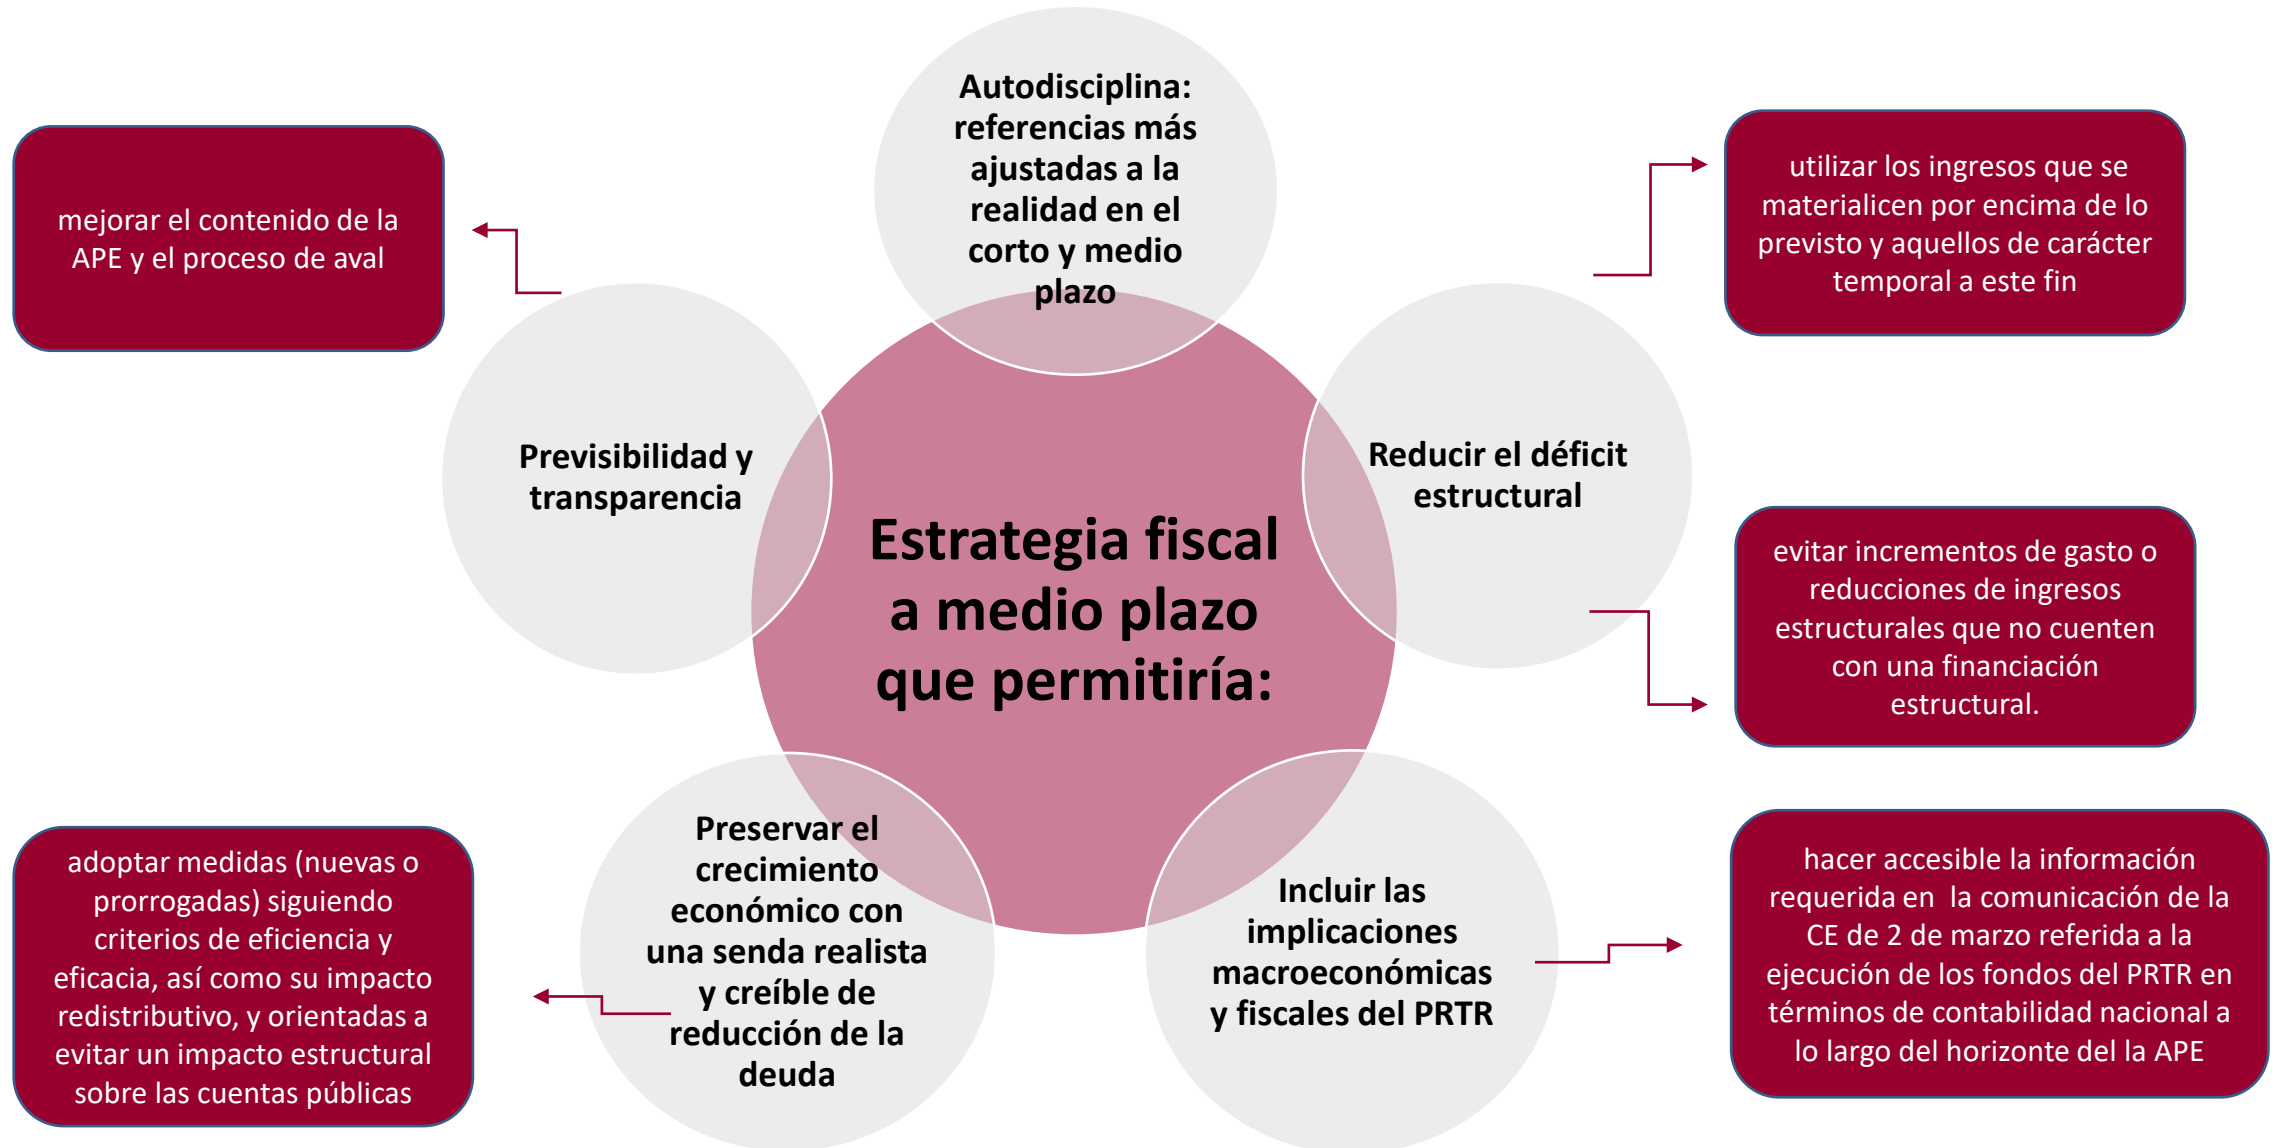 Autodisciplina:
referencias más
ajustadas a la
realidad en el
corto y medio
plazo
mejorar el contenido de la
APE y el proceso de aval
utilizar los ingresos que se
materialicen por encima de lo
previsto y aquellos de carácter
temporal a este fin
Previsibilidad y
transparencia
Reducir el déficit
estructural
Estrategia fiscal
a medio plazo
que permitiría:
evitar incrementos de gasto o
reducciones de ingresos
estructurales que no cuenten
con una financiación
estructural.
Preservar el
crecimiento
económico con
una senda realista
y creíble de
reducción de la
deuda
Incluir las
implicaciones
macroeconómicas
y fiscales del PRTR
adoptar medidas (nuevas o
prorrogadas) siguiendo
criterios de eficiencia y
eficacia, así como su impacto
redistributivo, y orientadas a
evitar un impacto estructural
sobre las cuentas públicas
hacer accesible la información
requerida en  la comunicación de la
CE de 2 de marzo referida a la
ejecución de los fondos del PRTR en
términos de contabilidad nacional a
lo largo del horizonte del la APE